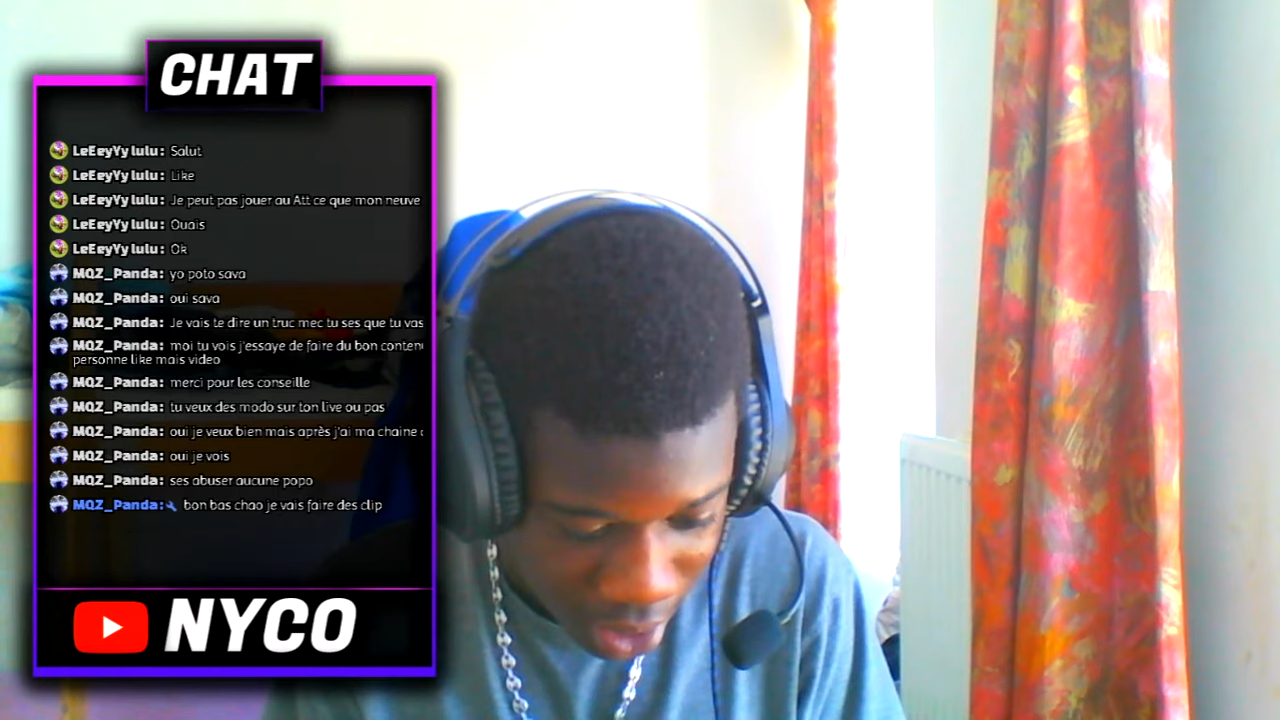 CHAT
LeEeyYy lulu: Salut
LeEeyYy lulu: Like
LeEeyYy lulu: Je peut pas jouer au Att ce que mon neuve
LeEeyYy lulu: Ouais
LeEeyYy lulu: Ok
MQZ_Panda: yo poto sava
MQZ_Panda: oui sava
MQZ_Panda: Je vais te dire un truc mec tu ses que tu vas
MQZ_Panda: moi tu vois j'essaye de faire du bon contenu
personne like mais video
MQZ_Panda: merci pour les conseille
MQZ_Panda: tu veux des modo sur ton live ou pas
MQZ_Panda: oui je veux bien mais après j'ai ma chaine
MQZ_Panda: oui je vois
MQZ_Panda: ses abuser aucune popo
MQZ_Panda: bon bas chao je vais faire des clip
NYCO